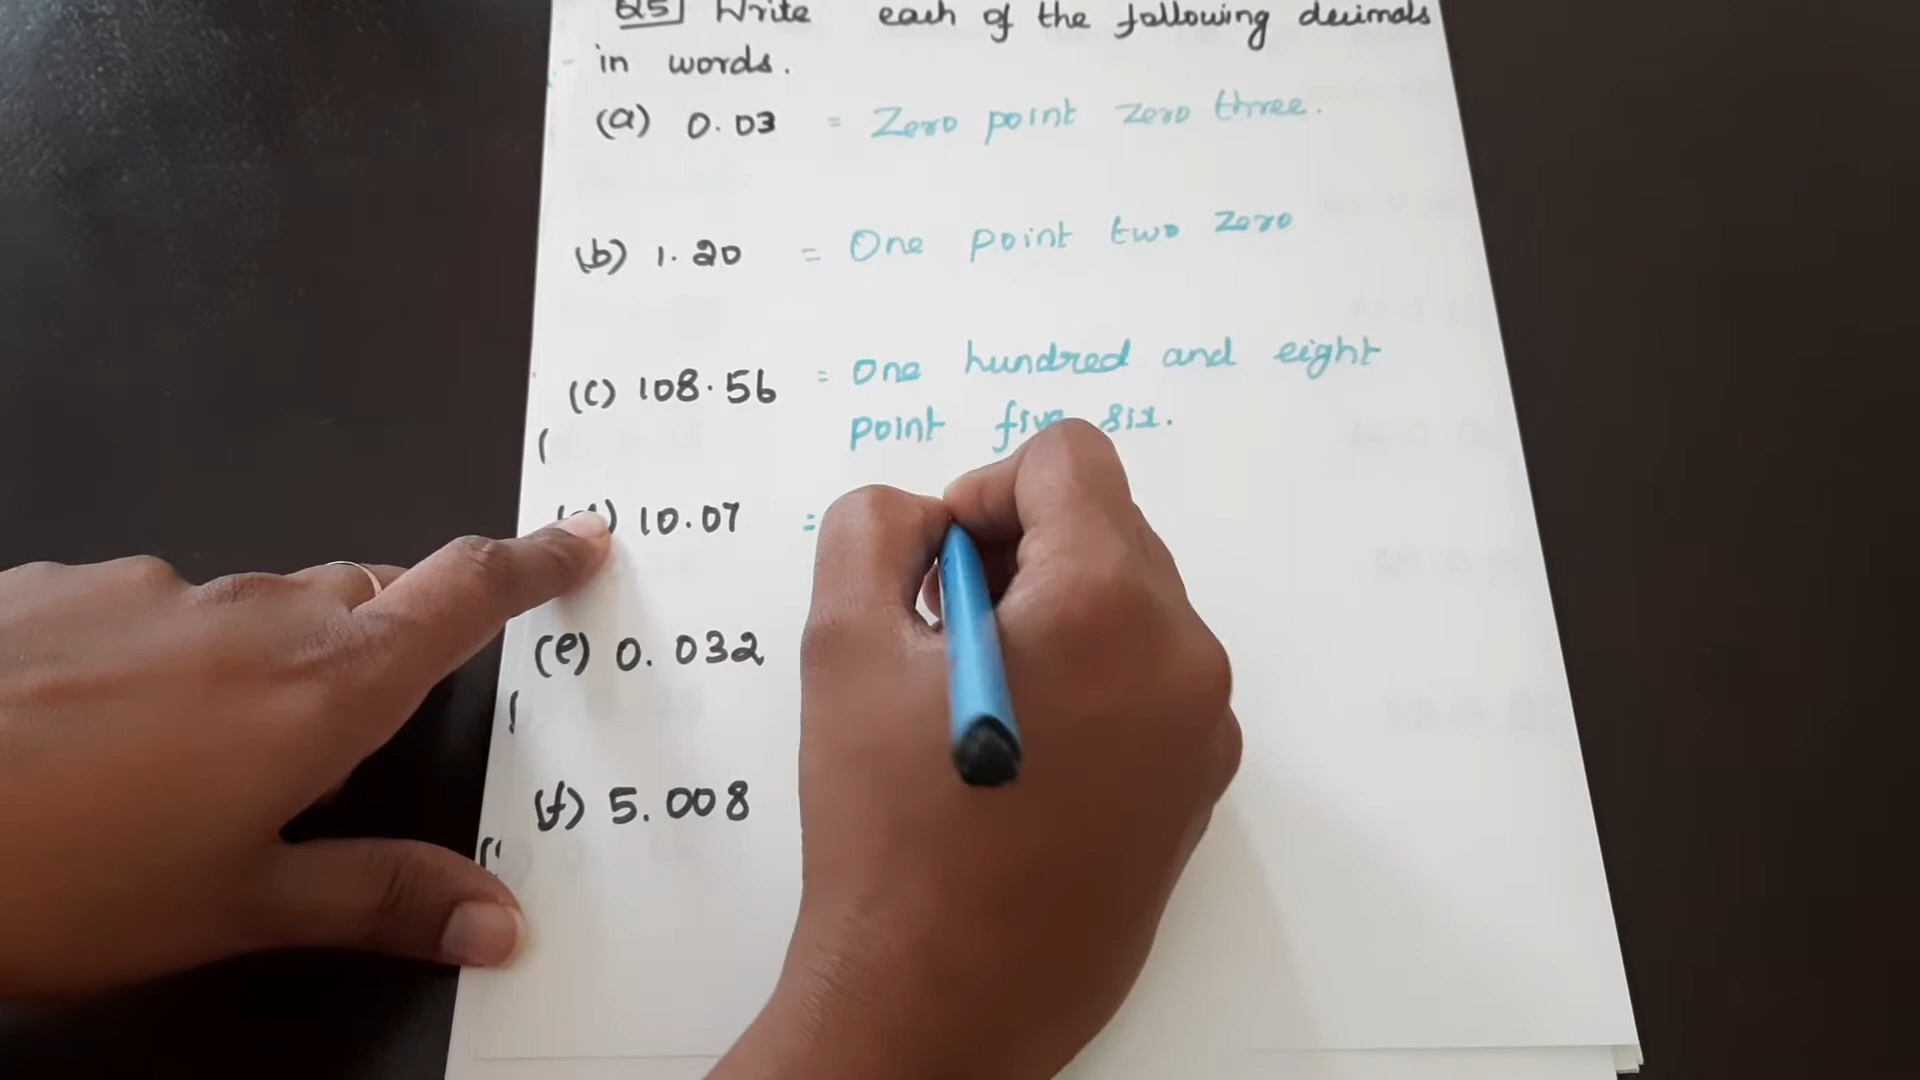 Q5] Write each of the following decimals
in words.
(a) 0.03 = Zero point zero three.
(b) 1.20 = One point two zero
(c) 108.56 = One hundred and eight
point five six.
(d) 10.07 =
(e) 0.032
(f) 5.008